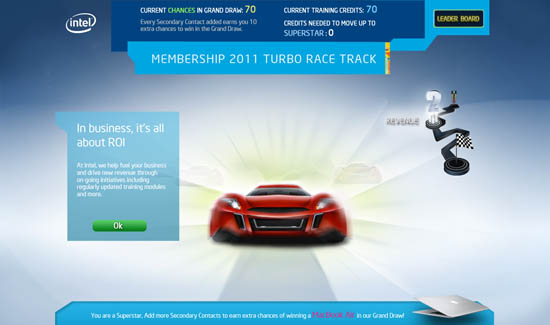 intel
CURRENT CHANCES IN GRAND DRAW: 70
Every Secondary Contact added earns you 10
extra chances to win in the Grand Draw.
CURRENT TRAINING CREDITS: 70
CREDITS NEEDED TO MOVE UP TO
SUPERSTAR : 0
LEADER BOARD
MEMBERSHIP 2011 TURBO RACE TRACK
2
REVENUE
In business, it's all
about ROI
At Intel, we help fuel your business
and drive new revenue through
on-going initiatives including
regularly updated training modules
and more.
Ok
You are a Superstar, Add more Secondary Contacts to earn extra chances of winning a Macbook Air in our Grand Draw!